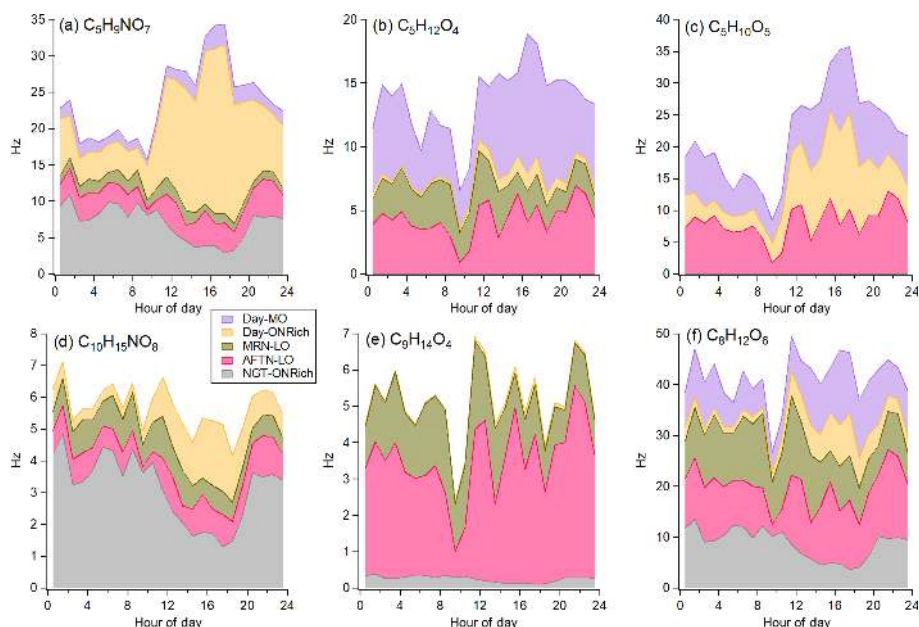 (a) C5H9NO7
(b) C5H12O4
(c) C5H10O5
35
30
25
20
15
10
5
0
Hz
0 4 8 12 16 20 24
Hour of day
20
15
10
5
0
Hz
0 4 8 12 16 20 24
Hour of day
40
30
20
10
0
Hz
0 4 8 12 16 20 24
Hour of day
Day-MO
Day-ONRich
MRN-LO
AFTN-LO
NGT-ONRich
(d) C10H15NO8
(e) C9H14O4
(f) C8H12O6
8
7
6
5
4
3
2
1
0
Hz
0 4 8 12 16 20 24
Hour of day
7
6
5
4
3
2
1
0
Hz
0 4 8 12 16 20 24
Hour of day
50
40
30
20
10
0
Hz
0 4 8 12 16 20 24
Hour of day